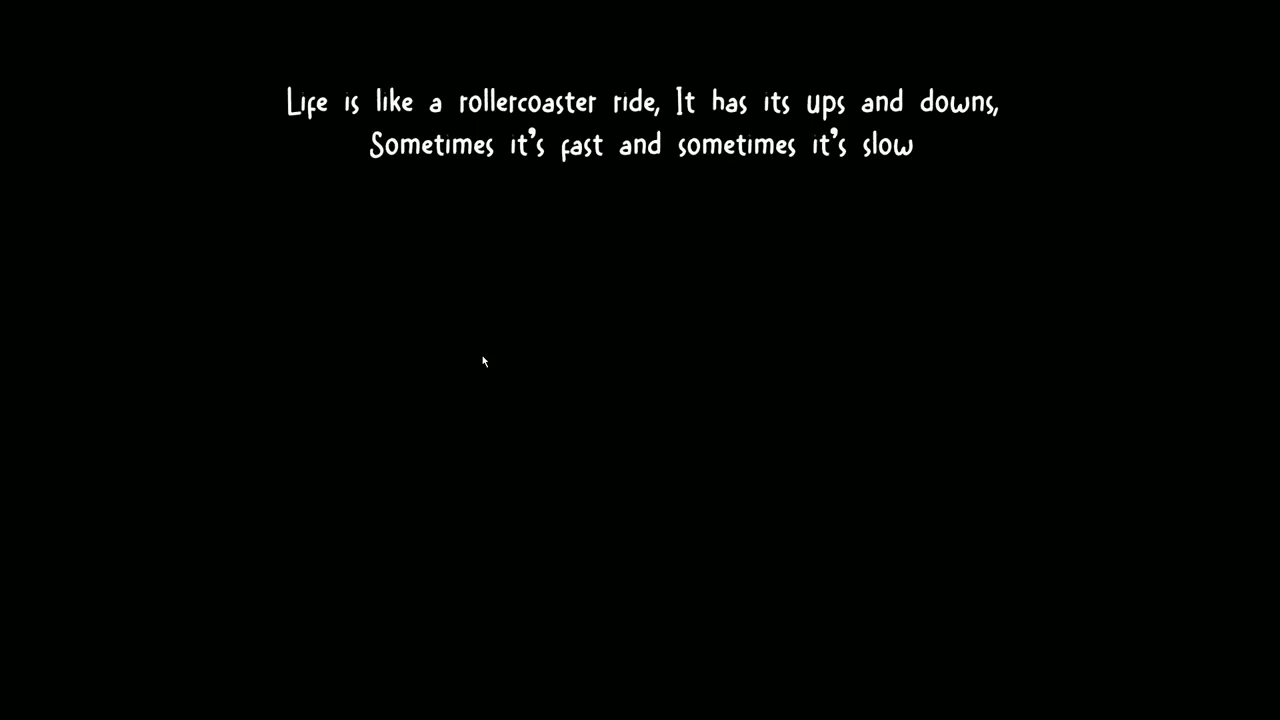 Life is like a rollercoaster ride, It has its ups and downs,
Sometimes it's fast and sometimes it's slow